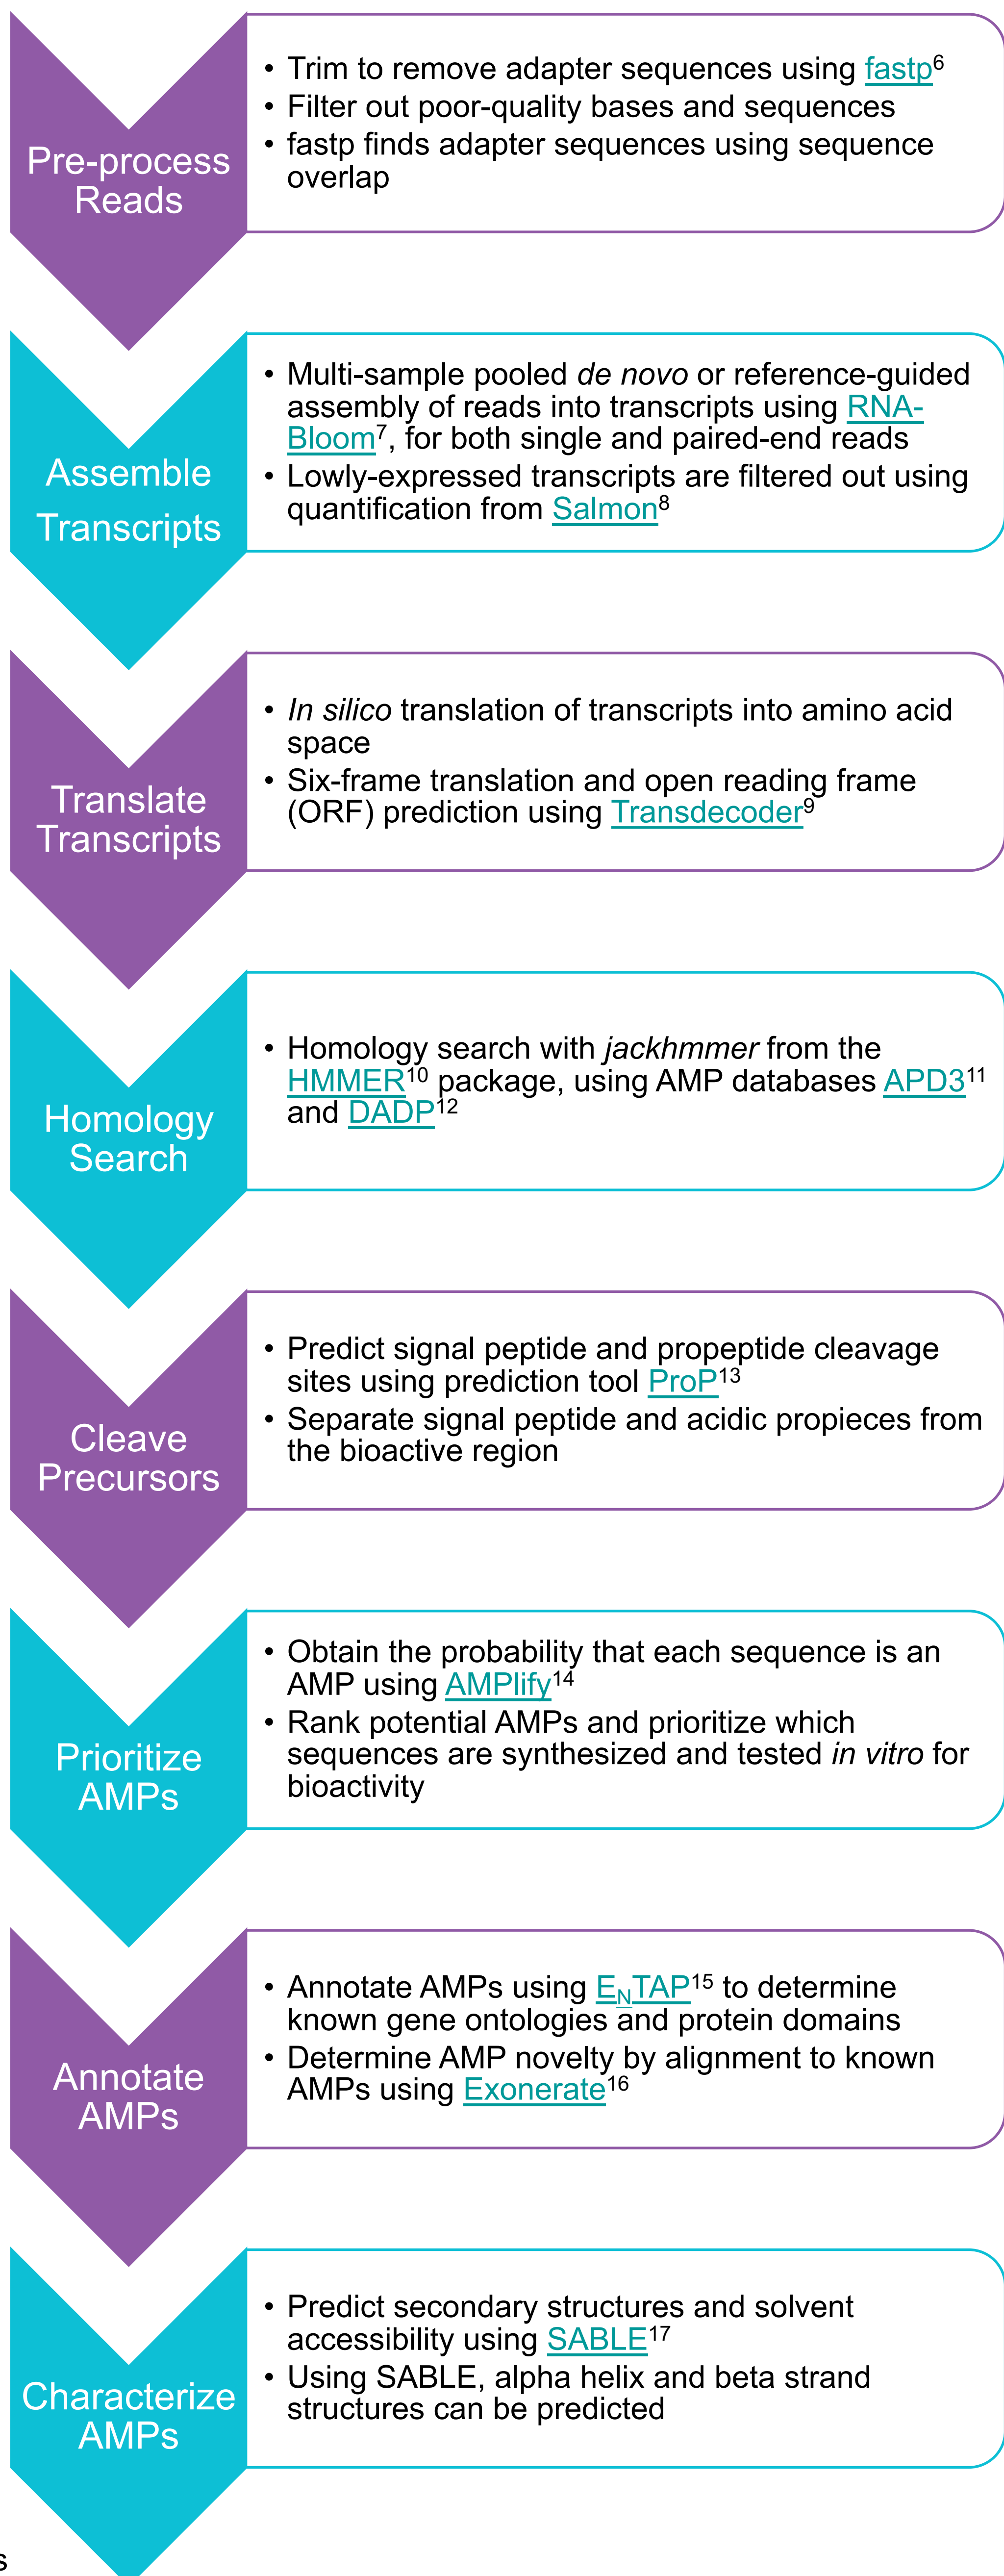 Pre-process
Reads
• Trim to remove adapter sequences using fastp6
• Filter out poor-quality bases and sequences
• fastp finds adapter sequences using sequence
overlap
Assemble
Transcripts
• Multi-sample pooled de novo or reference-guided
assembly of reads into transcripts using RNA-
Bloom7, for both single and paired-end reads
• Lowly-expressed transcripts are filtered out using
quantification from Salmon8
Translate
Transcripts
• In silico translation of transcripts into amino acid
space
• Six-frame translation and open reading frame
(ORF) prediction using Transdecoder9
Homology
Search
• Homology search with jackhmmer from the
HMMER10 package, using AMP databases APD311
and DADP12
Cleave
Precursors
• Predict signal peptide and propeptide cleavage
sites using prediction tool ProP13
• Separate signal peptide and acidic propieces from
the bioactive region
Prioritize
AMPs
• Obtain the probability that each sequence is an
AMP using AMPlify14
• Rank potential AMPs and prioritize which
sequences are synthesized and tested in vitro for
bioactivity
Annotate
AMPs
• Annotate AMPs using ENTAP15 to determine
known gene ontologies and protein domains
• Determine AMP novelty by alignment to known
AMPs using Exonerate16
Characterize
AMPs
• Predict secondary structures and solvent
accessibility using SABLE17
• Using SABLE, alpha helix and beta strand
structures can be predicted
s